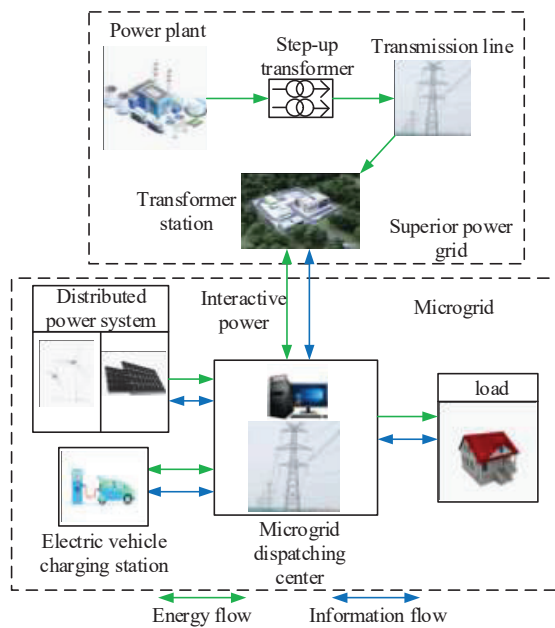 Power plant
Step-up
transformer
Transmission line
Transformer
station
Superior power
grid
Interactive
power
Microgrid
Distributed
power system
load
Electric vehicle
charging station
Microgrid
dispatching
center
Energy flow
Information flow